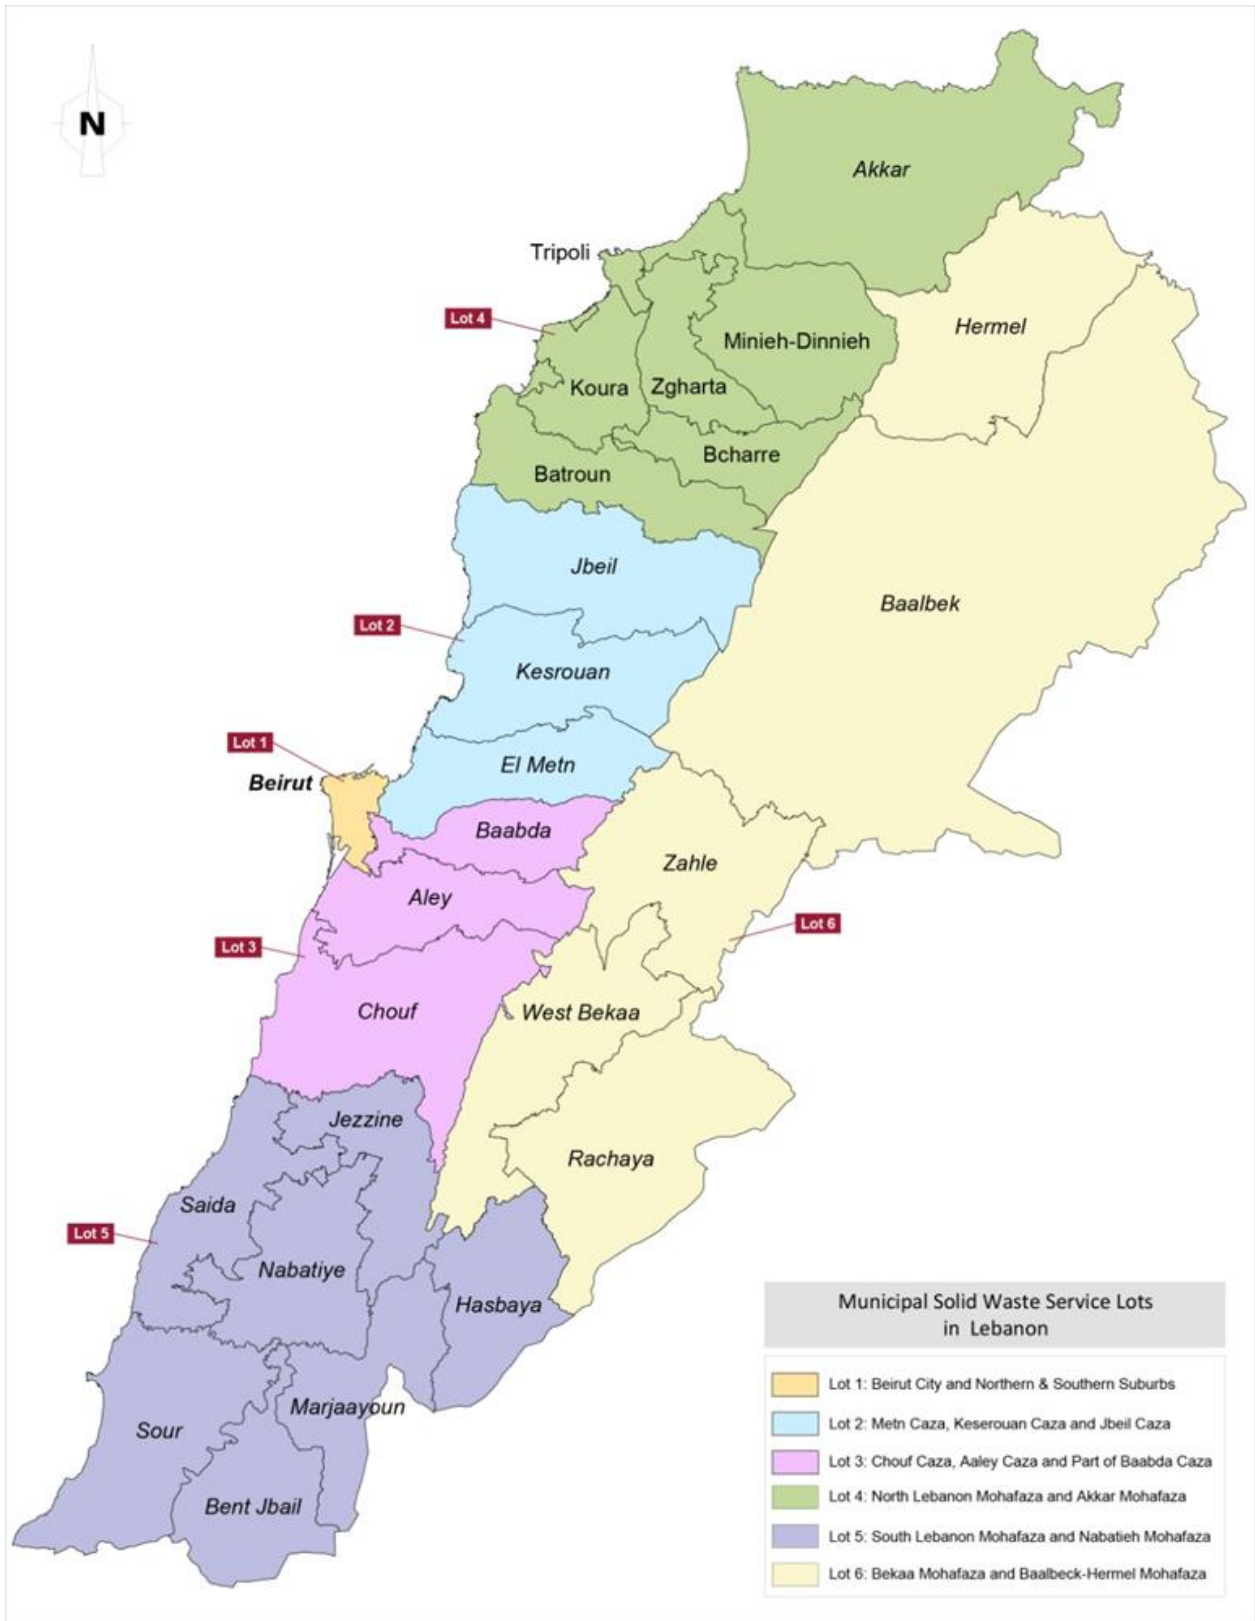 N
Akkar
Tripoli
Lot 4
Hermel
Minieh-Dinnieh
Koura
Zgharta
Bcharre
Batroun
Jbeil
Baalbek
Lot 2
Kesrouan
Lot 1
El Metn
Beirut
Baabda
Zahle
Aley
Lot 6
Lot 3
Chouf
West Bekaa
Jezzine
Rachaya
Saida
Lot 5
Nabatiye
Hasbaya
Marjaayoun
Sour
Bent Jbail
Municipal Solid Waste Service Lots
in Lebanon
Lot 1: Beirut City and Northern & Southern Suburbs
Lot 2: Metn Caza, Keserouan Caza and Jbeil Caza
Lot 3: Chouf Caza, Aaley Caza and Part of Baabda Caza
Lot 4: North Lebanon Mohafaza and Akkar Mohafaza
Lot 5: South Lebanon Mohafaza and Nabatieh Mohafaza
Lot 6: Bekaa Mohafaza and Baalbeck-Hermel Mohafaza